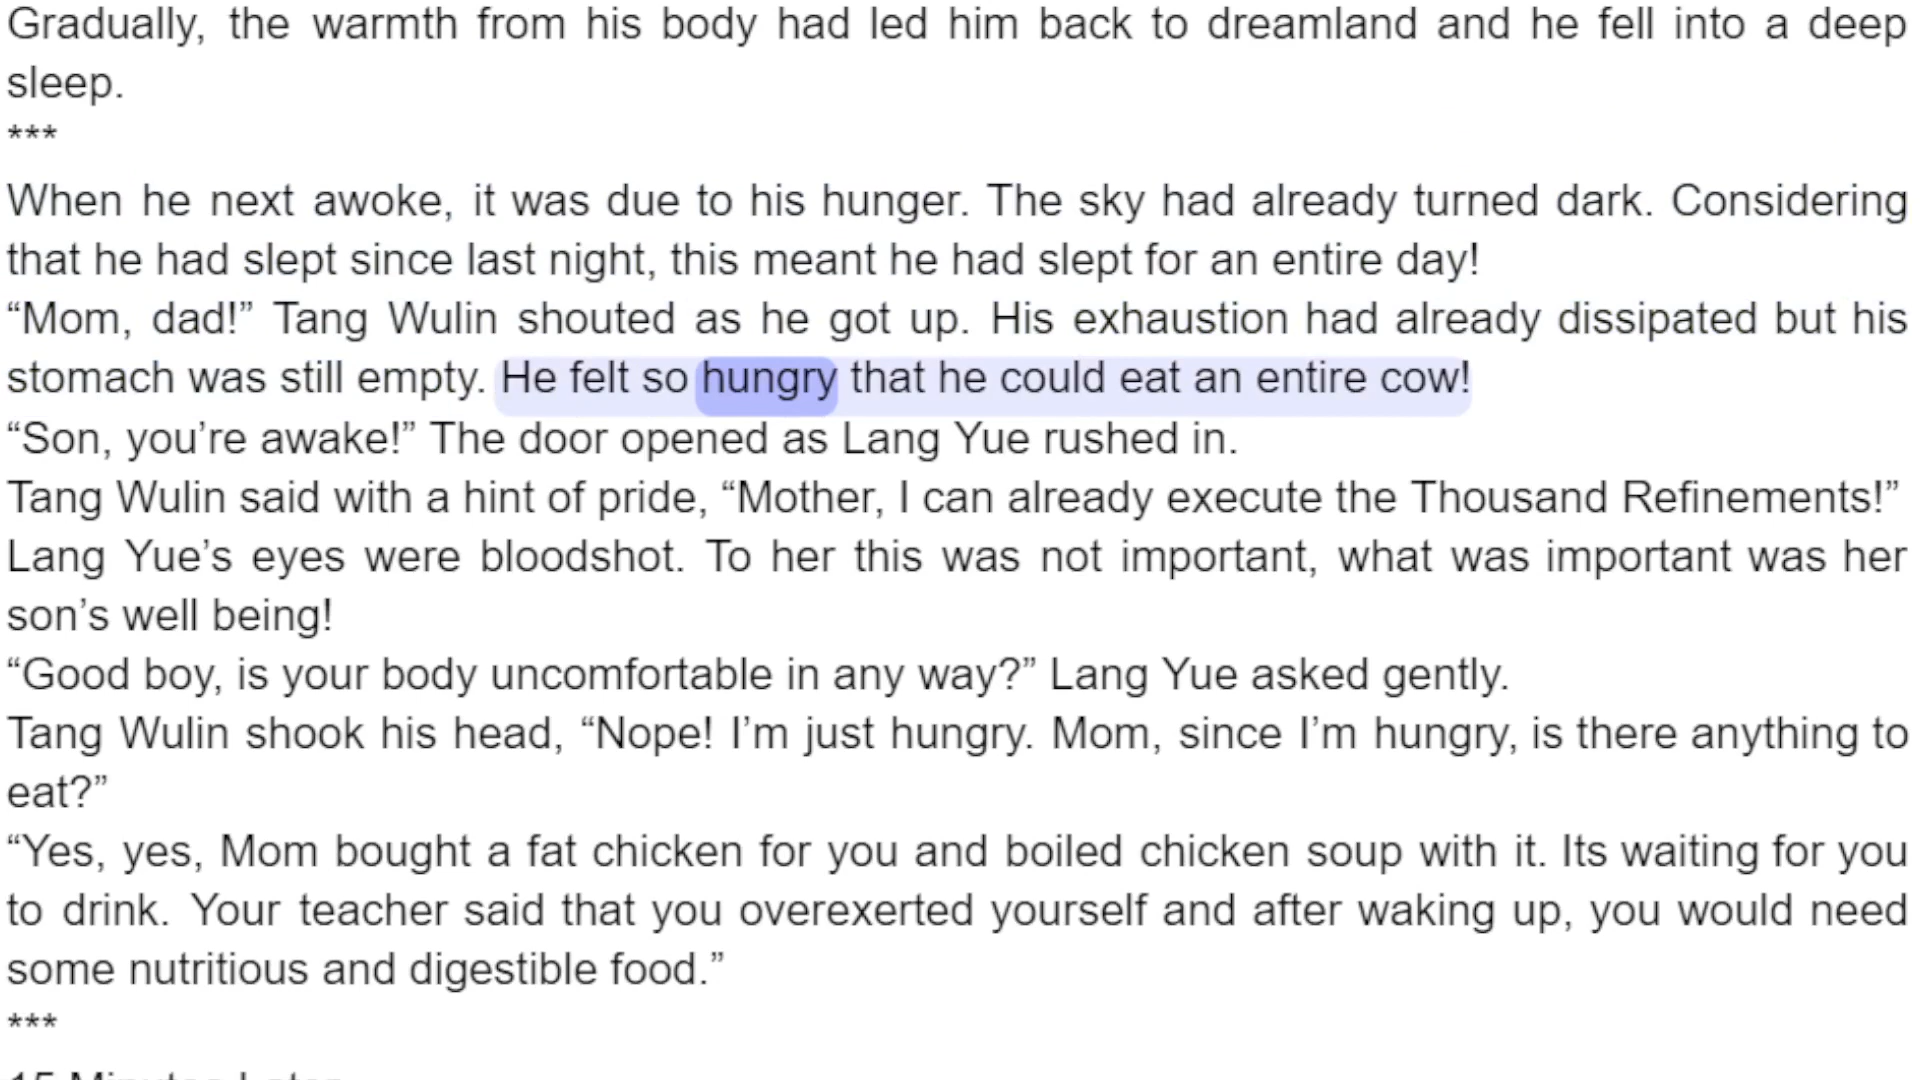 Gradually, the warmth from his body had led him back to dreamland and he fell into a deep
sleep.
***
When he next awoke, it was due to his hunger. The sky had already turned dark. Considering
that he had slept since last night, this meant he had slept for an entire day!
“Mom, dad!” Tang Wulin shouted as he got up. His exhaustion had already dissipated but his
stomach was still empty. He felt so hungry that he could eat an entire cow!
“Son, you’re awake!” The door opened as Lang Yue rushed in.
Tang Wulin said with a hint of pride, “Mother, I can already execute the Thousand Refinements!”
Lang Yue’s eyes were bloodshot. To her this was not important, what was important was her
son’s well being!
“Good boy, is your body uncomfortable in any way?” Lang Yue asked gently.
Tang Wulin shook his head, “Nope! I’m just hungry. Mom, since I’m hungry, is there anything to
eat?”
“Yes, yes, Mom bought a fat chicken for you and boiled chicken soup with it. Its waiting for you
to drink. Your teacher said that you overexerted yourself and after waking up, you would need
some nutritious and digestible food.”
***
15 Minutes Later